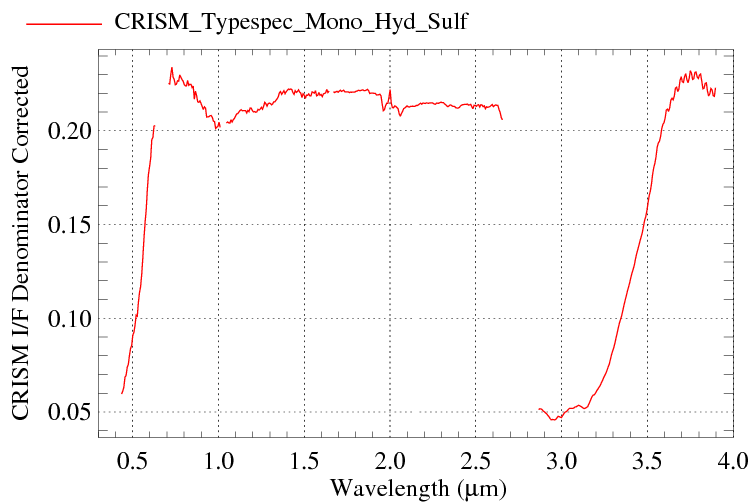 CRISM_Typespec_Mono_Hyd_Sulf
CRISM I/F Denominator Corrected
0.20
0.15
0.10
0.05
0.5 1.0 1.5 2.0 2.5 3.0 3.5 4.0
Wavelength (μm)